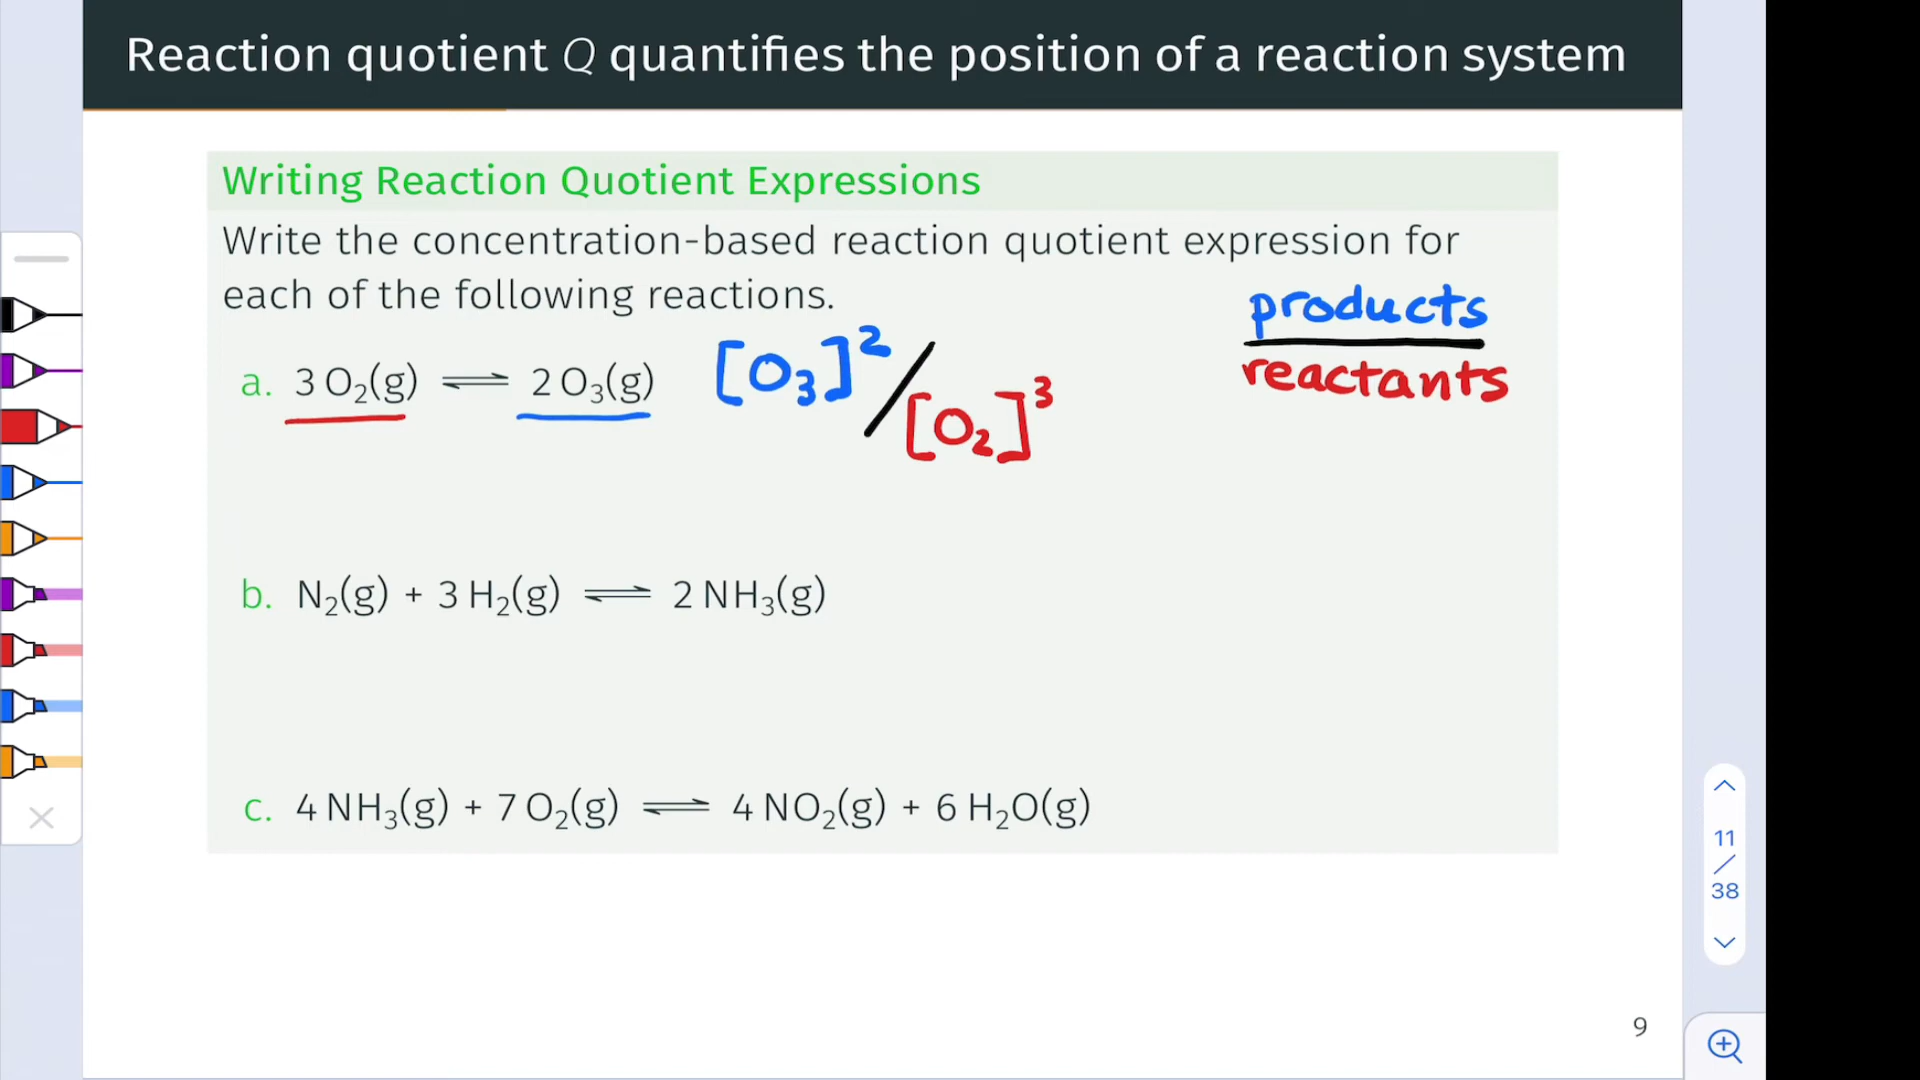 Reaction quotient Q quantifies the position of a reaction system
Writing Reaction Quotient Expressions
Write the concentration-based reaction quotient expression for
each of the following reactions.
products
reactants
a. 3 O₂(g) ⇌ 2 O₃(g) [O₃]² / [O₂]³
b. N₂(g) + 3 H₂(g) ⇌ 2 NH₃(g)
c. 4 NH₃(g) + 7 O₂(g) ⇌ 4 NO₂(g) + 6 H₂O(g)
11
/
38
9